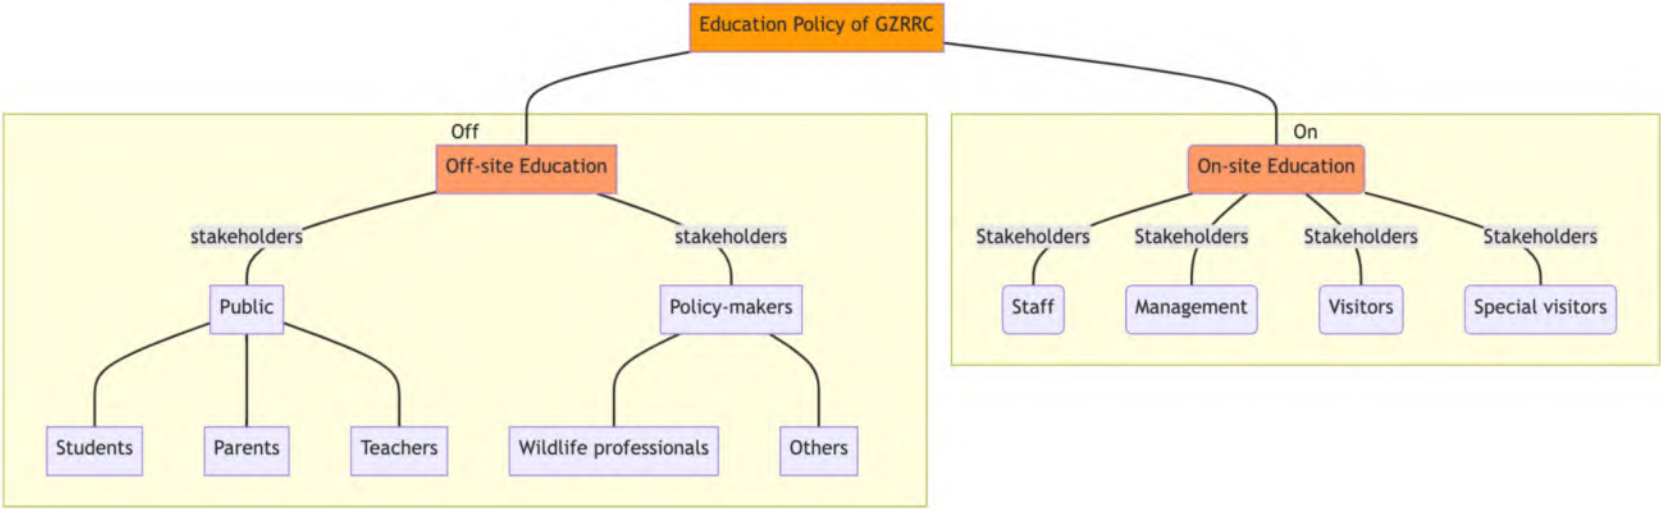 Education Policy of GZRRC
Off
Off-site Education
stakeholders
stakeholders
Public
Policy-makers
Students
Parents
Teachers
Wildlife professionals
Others
On
On-site Education
Stakeholders
Stakeholders
Stakeholders
Stakeholders
Staff
Management
Visitors
Special visitors